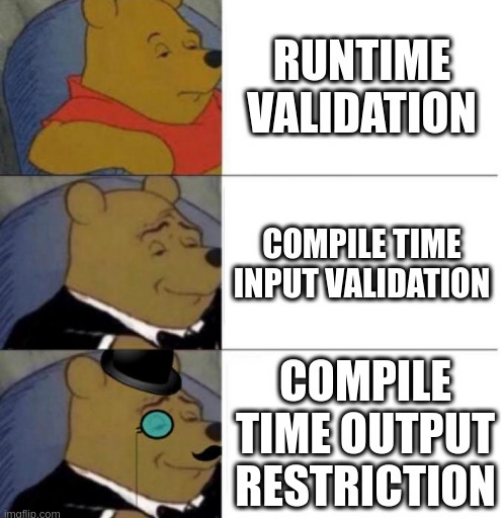 RUNTIME
VALIDATION
COMPILE TIME
INPUT VALIDATION
COMPILE
TIME OUTPUT
RESTRICTION
imgflip.com